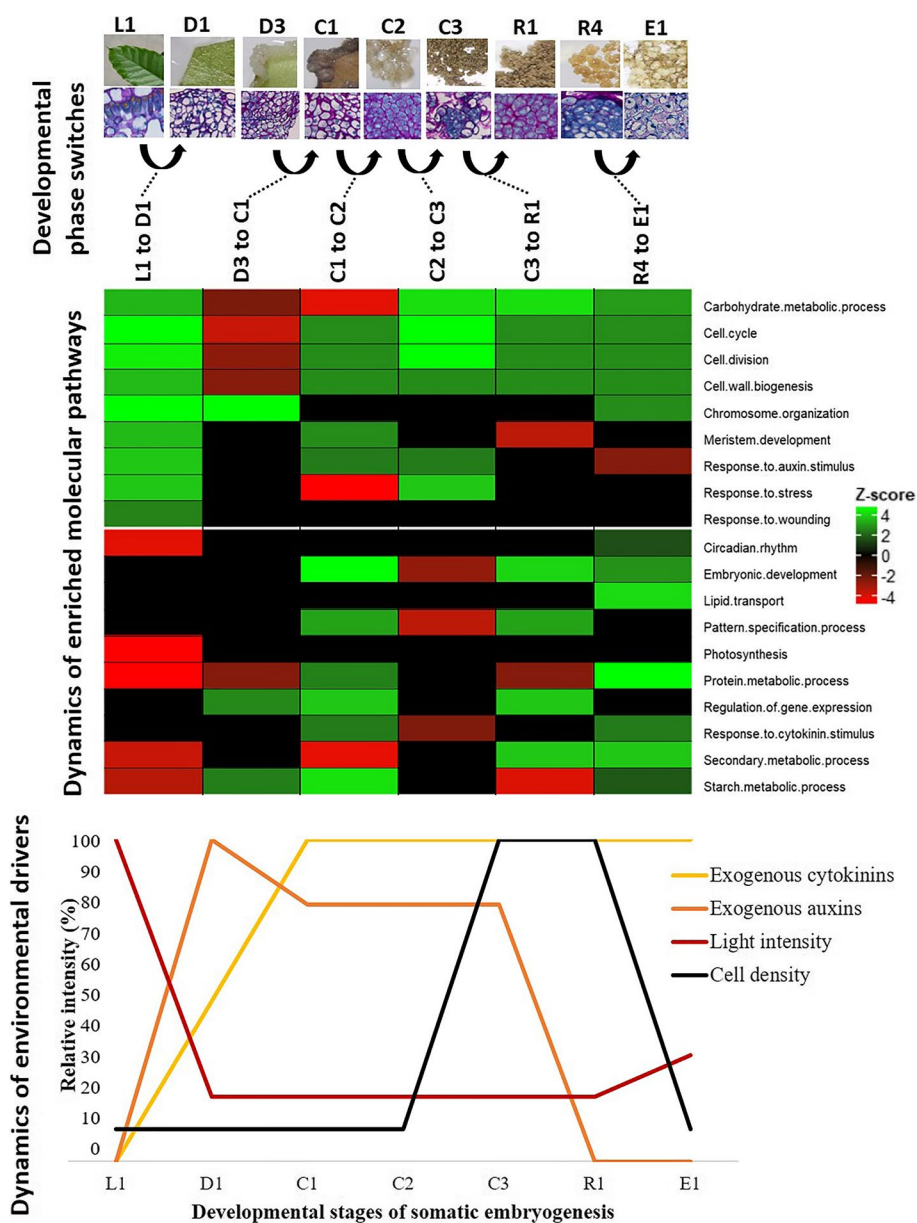 L1 D1 D3 C1 C2 C3 R1 R4 E1
Developmental
phase switches
L1 to D1
D3 to C1
C1 to C2
C2 to C3
C3 to R1
R4 to E1
Dynamics of enriched molecular pathways
Carbohydrate.metabolic.process
Cell.cycle
Cell.division
Cell.wall.biogenesis
Chromosome.organization
Meristem.development
Response.to.auxin.stimulus
Response.to.stress
Response.to.wounding
Circadian.rhythm
Embryonic.development
Lipid.transport
Pattern.specification.process
Photosynthesis
Protein.metabolic.process
Regulation.of.gene.expression
Response.to.cytokinin.stimulus
Secondary.metabolic.process
Starch.metabolic.process
Z-score
4
2
0
-2
-4
Dynamics of environmental drivers
Relative intensity (%)
100
90
80
70
60
50
40
30
20
10
0
Exogenous cytokinins
Exogenous auxins
Light intensity
Cell density
L1 D1 C1 C2 C3 R1 E1
Developmental stages of somatic embryogenesis